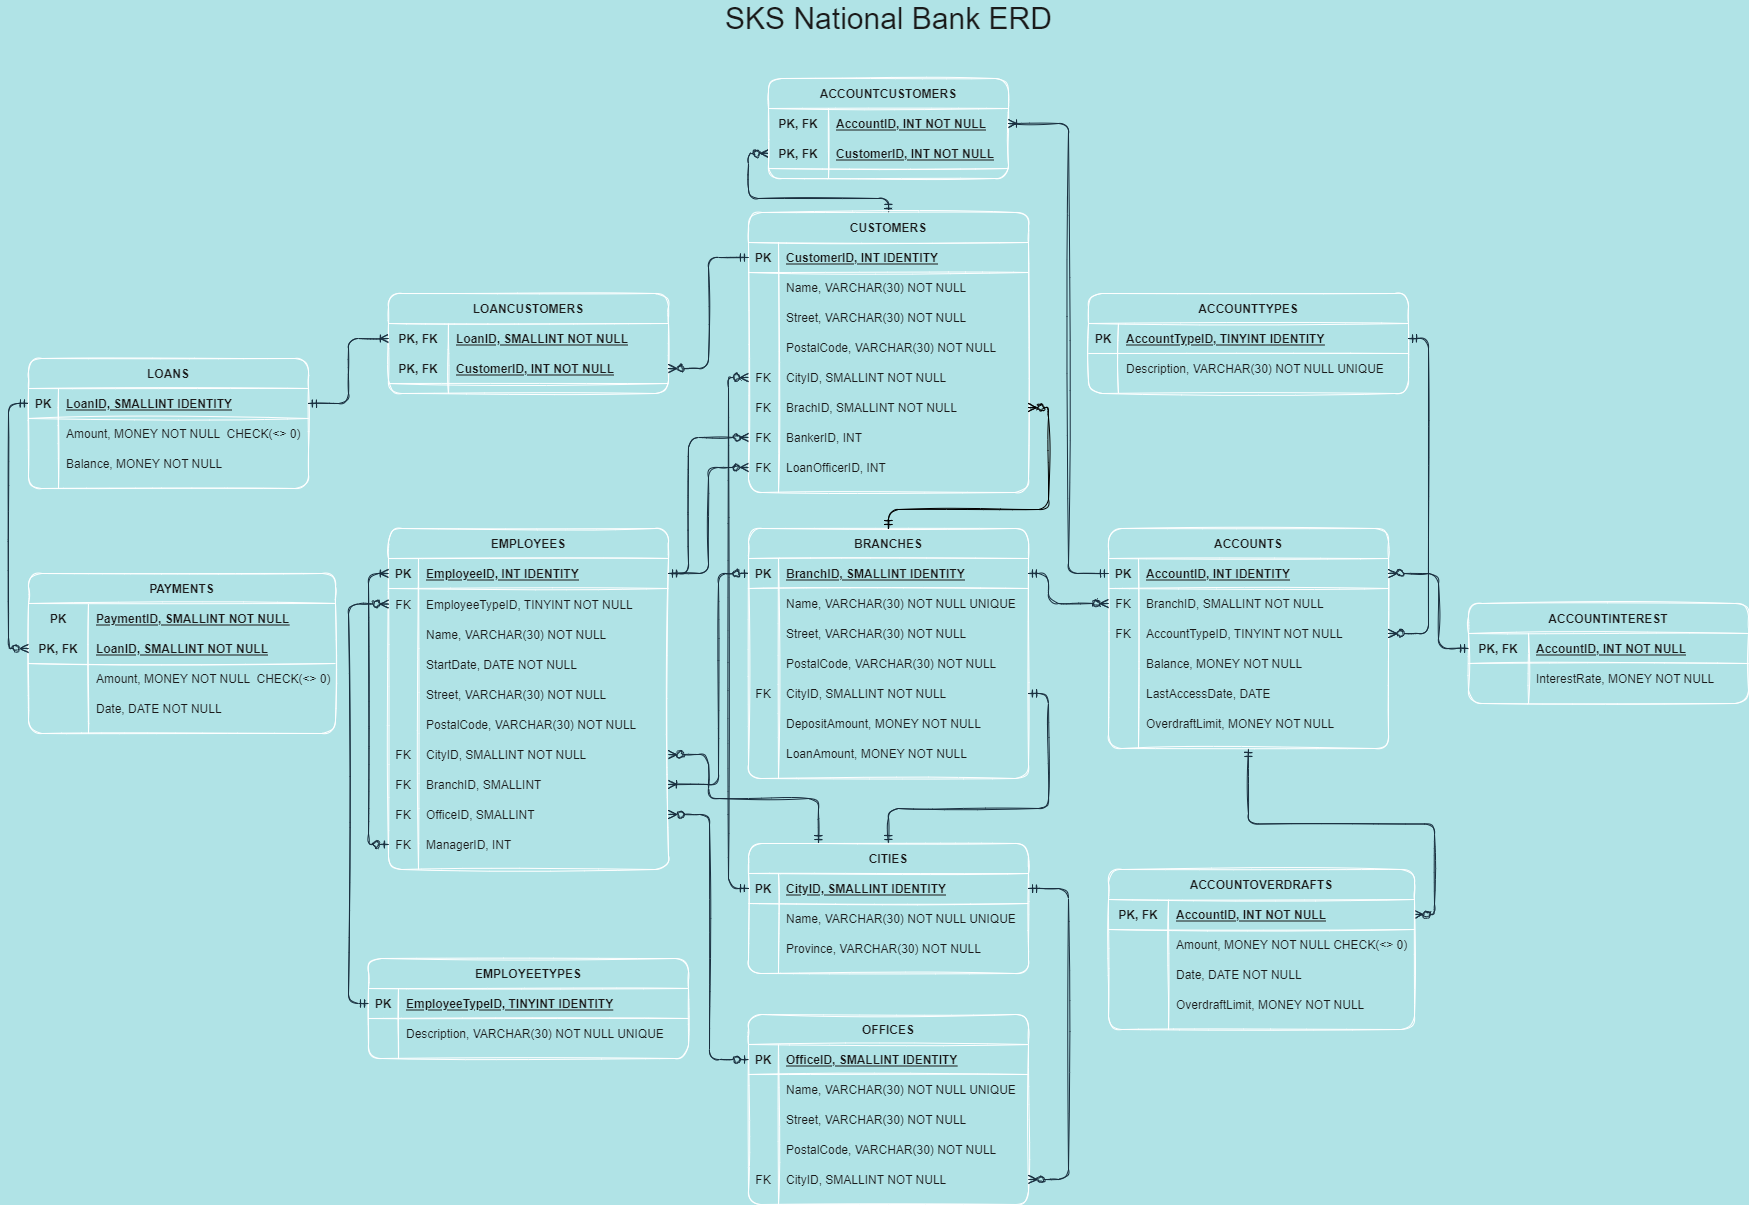 SKS National Bank ERD
ACCOUNTCUSTOMERS
PK, FK AccountID, INT NOT NULL
PK, FK CustomerID, INT NOT NULL
CUSTOMERS
PK CustomerID, INT IDENTITY
Name, VARCHAR(30) NOT NULL
Street, VARCHAR(30) NOT NULL
PostalCode, VARCHAR(30) NOT NULL
FK CityID, SMALLINT NOT NULL
FK BrachID, SMALLINT NOT NULL
FK BankerID, INT
FK LoanOfficerID, INT
LOANCUSTOMERS
PK, FK LoanID, SMALLINT NOT NULL
PK, FK CustomerID, INT NOT NULL
ACCOUNTTYPES
PK AccountTypeID, TINYINT IDENTITY
Description, VARCHAR(30) NOT NULL UNIQUE
LOANS
PK LoanID, SMALLINT IDENTITY
Amount, MONEY NOT NULL CHECK(<> 0)
Balance, MONEY NOT NULL
PAYMENTS
PK PaymentID, SMALLINT NOT NULL
PK, FK LoanID, SMALLINT NOT NULL
Amount, MONEY NOT NULL CHECK(<> 0)
Date, DATE NOT NULL
EMPLOYEES
PK EmployeeID, INT IDENTITY
FK EmployeeTypeID, TINYINT NOT NULL
Name, VARCHAR(30) NOT NULL
StartDate, DATE NOT NULL
Street, VARCHAR(30) NOT NULL
PostalCode, VARCHAR(30) NOT NULL
FK CityID, SMALLINT NOT NULL
FK BranchID, SMALLINT
FK OfficeID, SMALLINT
FK ManagerID, INT
BRANCHES
PK BranchID, SMALLINT IDENTITY
Name, VARCHAR(30) NOT NULL UNIQUE
Street, VARCHAR(30) NOT NULL
PostalCode, VARCHAR(30) NOT NULL
FK CityID, SMALLINT NOT NULL
DepositAmount, MONEY NOT NULL
LoanAmount, MONEY NOT NULL
ACCOUNTS
PK AccountID, INT IDENTITY
FK BranchID, SMALLINT NOT NULL
FK AccountTypeID, TINYINT NOT NULL
Balance, MONEY NOT NULL
LastAccessDate, DATE
OverdraftLimit, MONEY NOT NULL
ACCOUNTINTEREST
PK, FK AccountID, INT NOT NULL
InterestRate, MONEY NOT NULL
CITIES
PK CityID, SMALLINT IDENTITY
Name, VARCHAR(30) NOT NULL UNIQUE
Province, VARCHAR(30) NOT NULL
ACCOUNTOVERDRAFTS
PK, FK AccountID, INT NOT NULL
Amount, MONEY NOT NULL CHECK(<> 0)
Date, DATE NOT NULL
OverdraftLimit, MONEY NOT NULL
EMPLOYEETYPES
PK EmployeeTypeID, TINYINT IDENTITY
Description, VARCHAR(30) NOT NULL UNIQUE
OFFICES
PK OfficeID, SMALLINT IDENTITY
Name, VARCHAR(30) NOT NULL UNIQUE
Street, VARCHAR(30) NOT NULL
PostalCode, VARCHAR(30) NOT NULL
FK CityID, SMALLINT NOT NULL